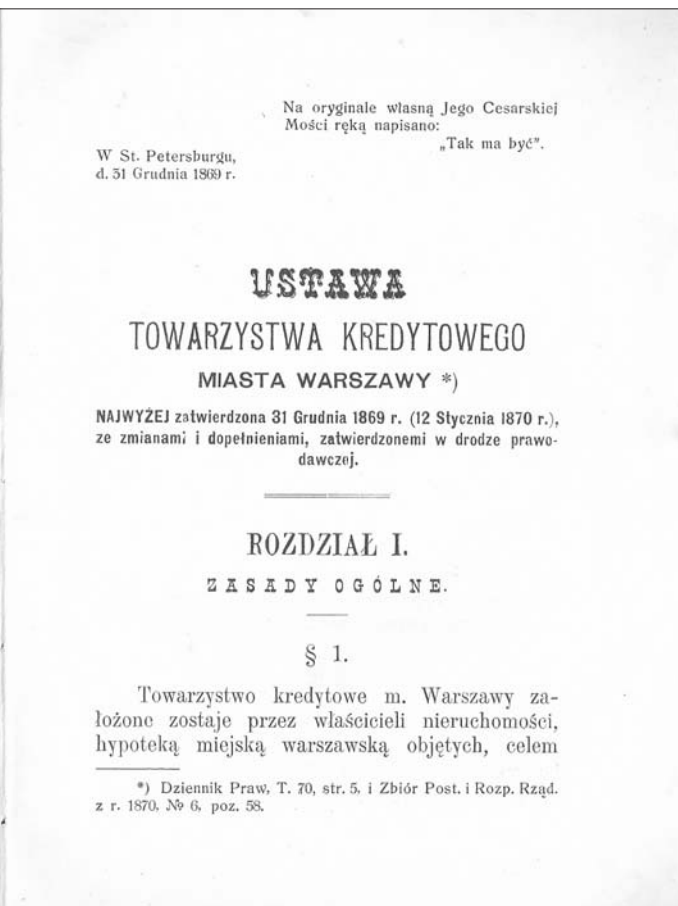 Na oryginale własną Jego Cesarskiej
Mości ręką napisano:
„Tak ma być”.
W St. Petersburgu,
d. 31 Grudnia 1869 r.
USTAWA
TOWARZYSTWA KREDYTOWEGO
MIASTA WARSZAWY *)
NAJWYŻEJ zatwierdzona 31 Grudnia 1869 r. (12 Stycznia 1870 r.),
ze zmianami i dopełnieniami, zatwierdzonemi w drodze prawo-
dawczej.
ROZDZIAŁ I.
ZASADY OGÓLNE.
§ 1.
Towarzystwo kredytowe m. Warszawy za-
łożone zostaje przez właścicieli nieruchomości,
hypoteką miejską warszawską objętych, celem
*) Dziennik Praw, T. 70, str. 5. i Zbiór Post. i Rozp. Rząd.
z r. 1870. № 6, poz. 58.